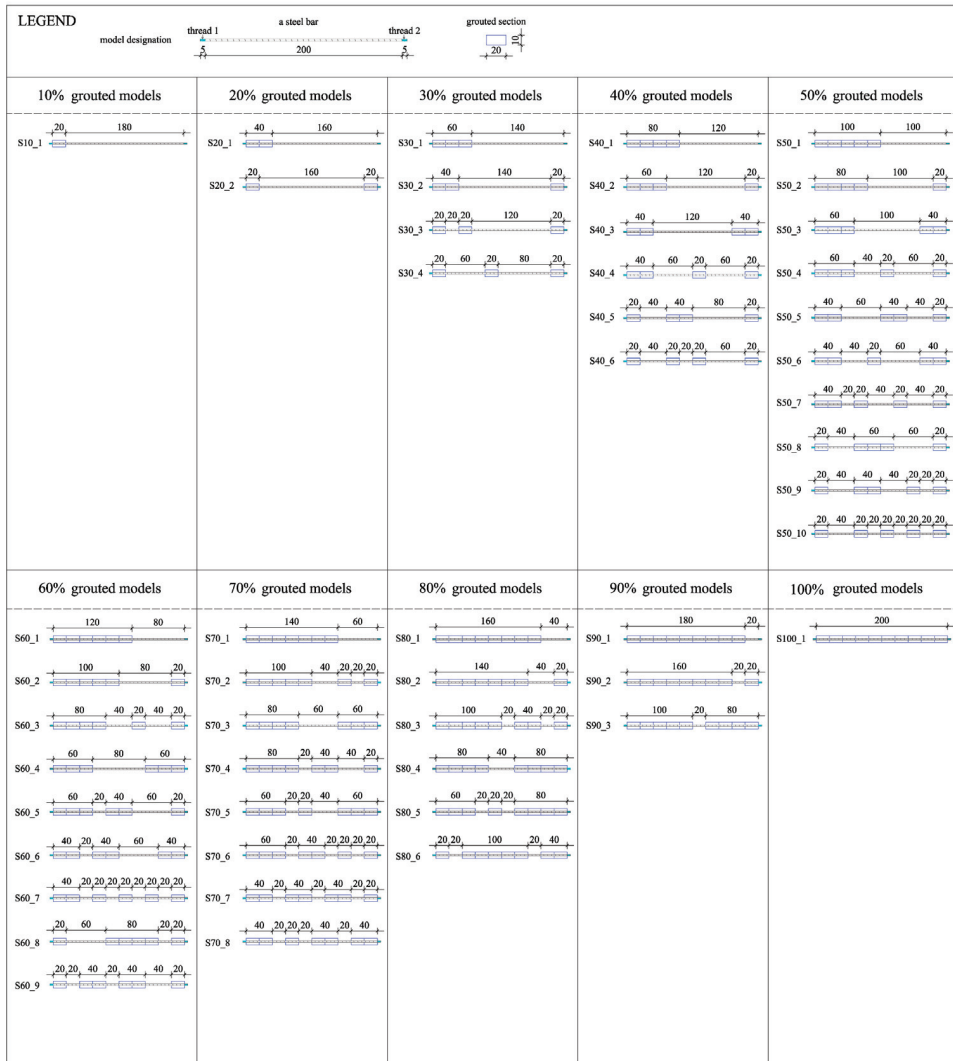 LEGEND
a steel bar
grouted section
thread 1
thread 2
model designation
5
200
5
20
10
10% grouted models
S10_1 20 180
20% grouted models
S20_1 40 160
S20_2 20 160 20
30% grouted models
S30_1 60 140
S30_2 40 140 20
S30_3 20 20 20 120 20
S30_4 20 60 20 80 20
40% grouted models
S40_1 80 120
S40_2 60 120 20
S40_3 40 120 40
S40_4 40 60 20 60 20
S40_5 20 40 40 80 20
S40_6 20 40 20 20 20 60 20
50% grouted models
S50_1 100 100
S50_2 80 100 20
S50_3 60 100 40
S50_4 60 40 20 60 20
S50_5 40 60 40 40 20
S50_6 40 40 20 60 40
S50_7 40 20 20 40 20 40 20
S50_8 20 40 60 60 20
S50_9 20 40 40 40 20 20 20
S50_10 20 40 20 20 20 20 20 20 20
60% grouted models
S60_1 120 80
S60_2 100 80 20
S60_3 80 40 20 40 20
S60_4 60 80 60
S60_5 60 20 40 60 20
S60_6 40 20 40 60 40
S60_7 40 20 20 20 20 20 20 20 20
S60_8 20 60 80 20 20
S60_9 20 20 40 20 40 40 20
70% grouted models
S70_1 140 60
S70_2 100 40 20 20 20
S70_3 80 60 60
S70_4 80 20 40 40 20
S70_5 60 20 20 40 60
S70_6 60 20 40 20 20 20 20
S70_7 40 20 40 20 40 20 20
S70_8 40 20 20 20 40 20 40
80% grouted models
S80_1 160 40
S80_2 140 40 20
S80_3 100 20 40 20 20
S80_4 80 40 80
S80_5 60 20 20 20 80
S80_6 20 20 100 20 40
90% grouted models
S90_1 180 20
S90_2 160 20 20
S90_3 100 20 80
100% grouted models
S100_1 200